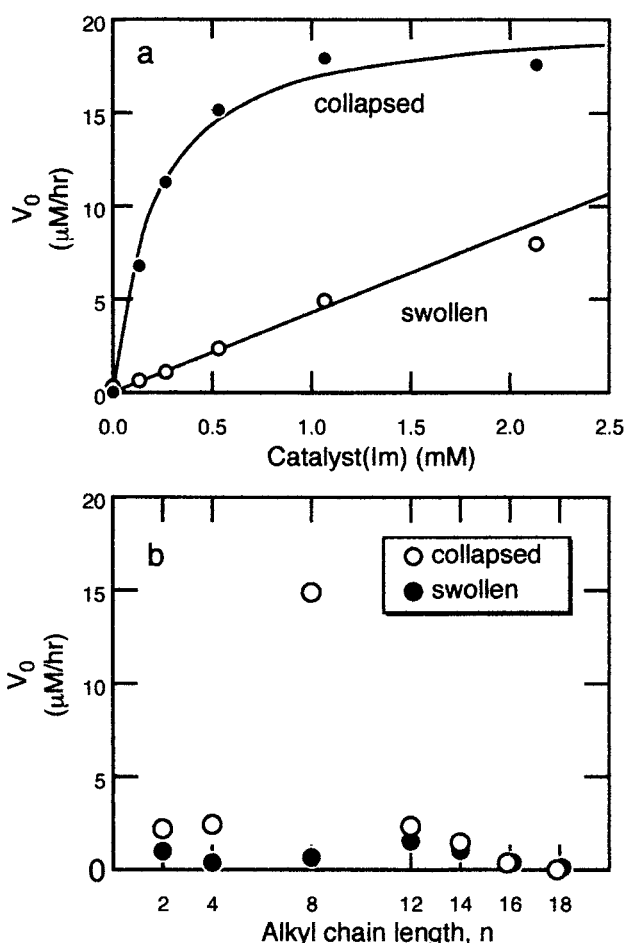 20
a
15
collapsed
V0
(μM/hr)
10
5
swollen
0
0.0 0.5 1.0 1.5 2.0 2.5
Catalyst(Im) (mM)
20
b
collapsed
swollen
15
V0
(μM/hr)
10
5
0
2 4 8 12 14 16 18
Alkyl chain length, n